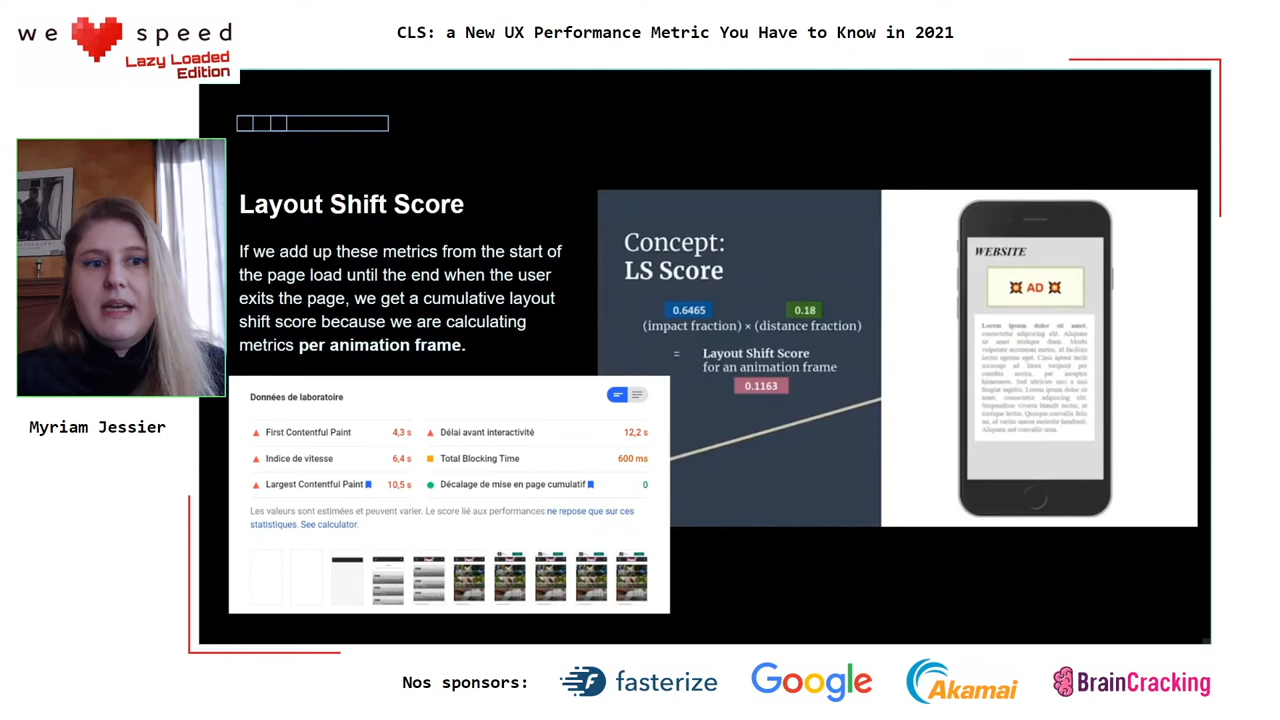 we speed
Lazy Loaded
Edition
CLS: a New UX Performance Metric You Have to Know in 2021
Myriam Jessier
Layout Shift Score
If we add up these metrics from the start of
the page load until the end when the user
exits the page, we get a cumulative layout
shift score because we are calculating
metrics per animation frame.
Données de laboratoire
First Contentful Paint 4,3 s
Délai avant interactivité 12,2 s
Indice de vitesse 6,4 s
Total Blocking Time 600 ms
Largest Contentful Paint 10,5 s
Décalage de mise en page cumulatif 0
Les valeurs sont estimées et peuvent varier. Le score lié aux performances ne repose que sur ces
statistiques. See calculator.
Concept:
LS Score
0.6465 0.18
(impact fraction) × (distance fraction)
= Layout Shift Score
for an animation frame
0.1163
WEBSITE
AD
Lorem ipsum dolor sit amet,
Nos sponsors:
fasterize
Google
Akamai
BrainCracking